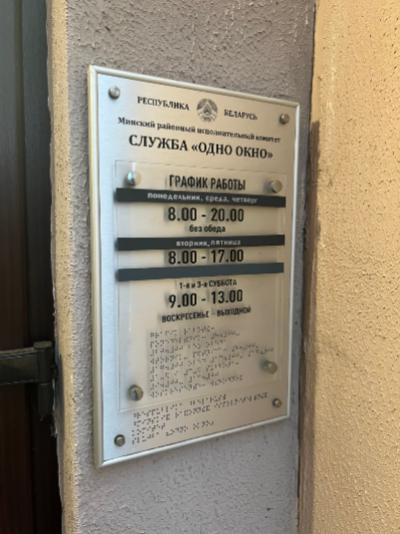 РЕСПУБЛИКА БЕЛАРУСЬ
Минский районный исполнительный комитет
СЛУЖБА «ОДНО ОКНО»
ГРАФИК РАБОТЫ
понедельник, среда, четверг
8.00 - 20.00
без обеда
вторник, пятница
8.00 - 17.00
1-я и 3-я СУББОТА
9.00 - 13.00
ВОСКРЕСЕНЬЕ - ВЫХОДНОЙ